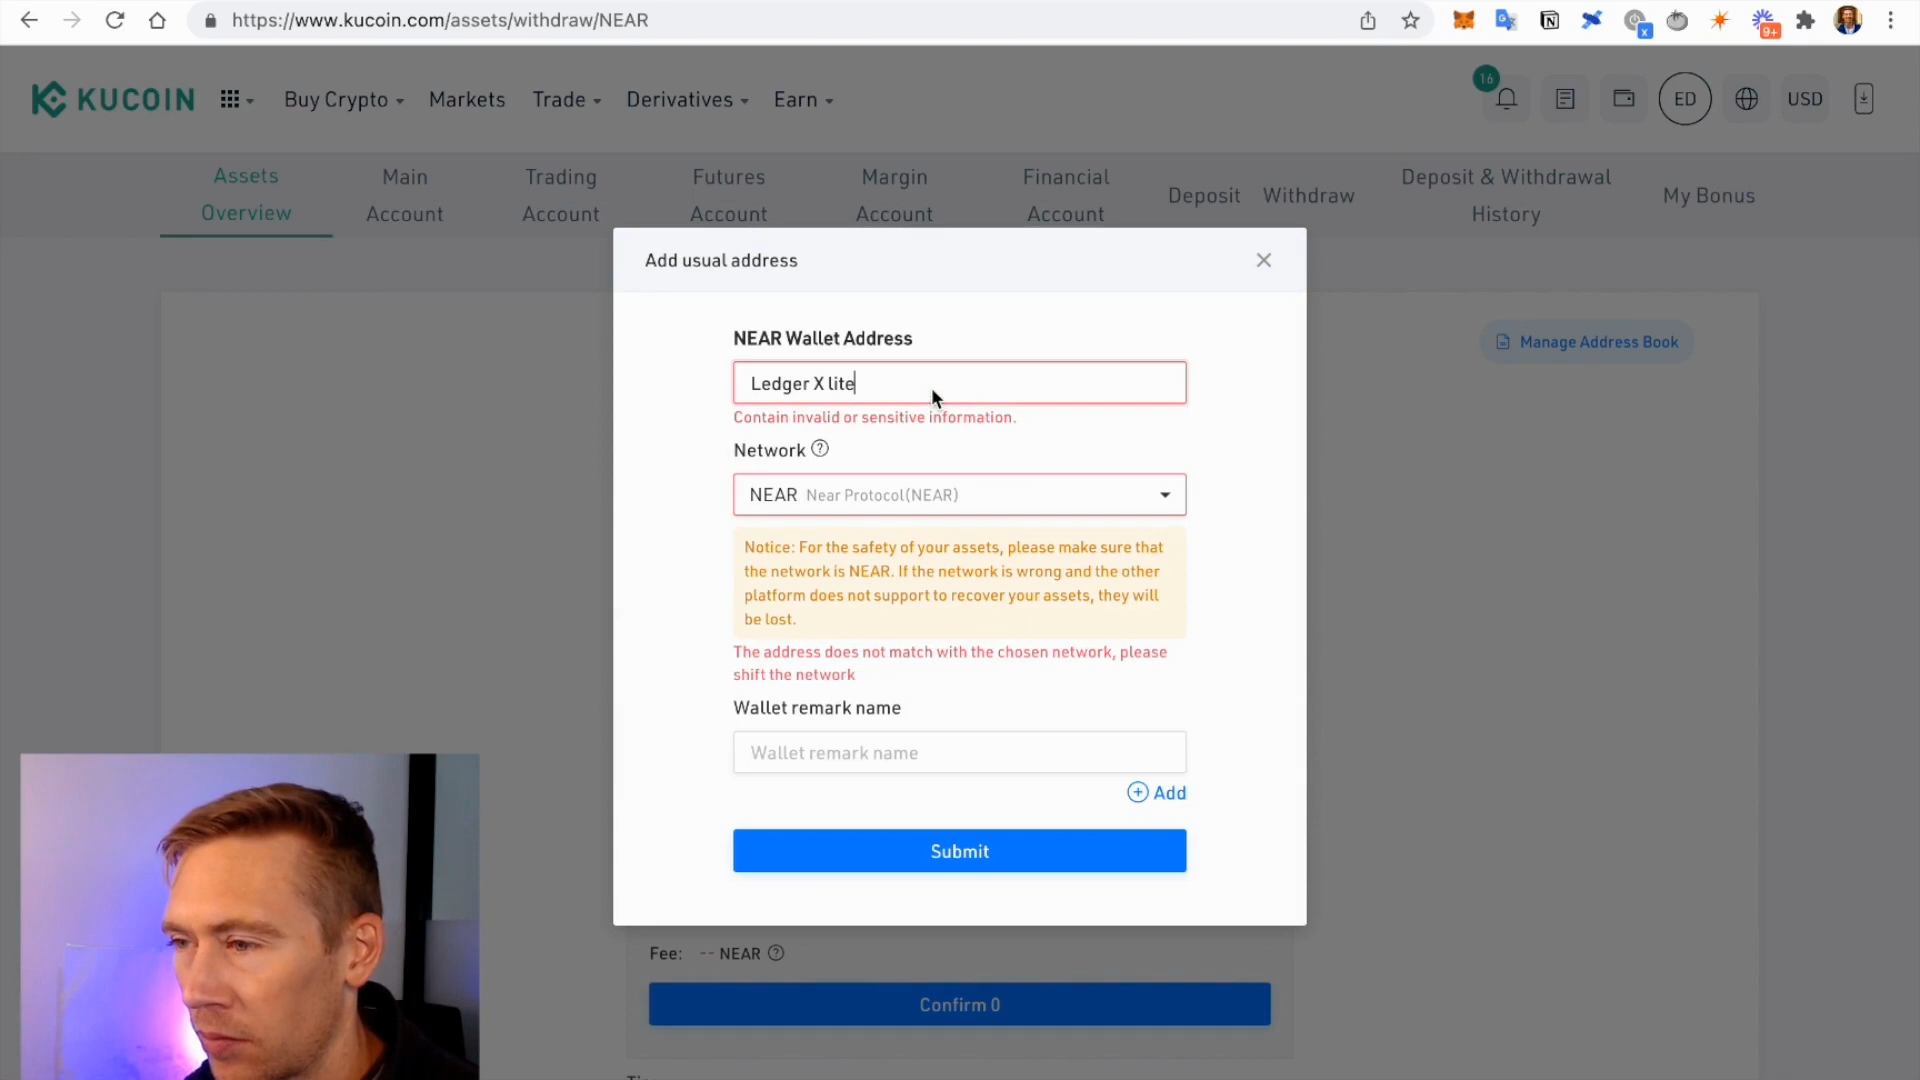 https://www.kucoin.com/assets/withdraw/NEAR
x
9+
KUCOIN
Buy Crypto
Markets
Trade
Derivatives
Earn
16
ED
USD
Assets Overview
Main Account
Trading Account
Futures Account
Margin Account
Financial Account
Deposit
Withdraw
Deposit & Withdrawal History
My Bonus
Add usual address
Manage Address Book
NEAR Wallet Address
Ledger X lite
Contain invalid or sensitive information.
Network
NEAR Near Protocol(NEAR)
Notice: For the safety of your assets, please make sure that
the network is NEAR. If the network is wrong and the other
platform does not support to recover your assets, they will
be lost.
The address does not match with the chosen network, please
shift the network
Wallet remark name
Wallet remark name
Add
Submit
Fee: -- NEAR
Confirm 0